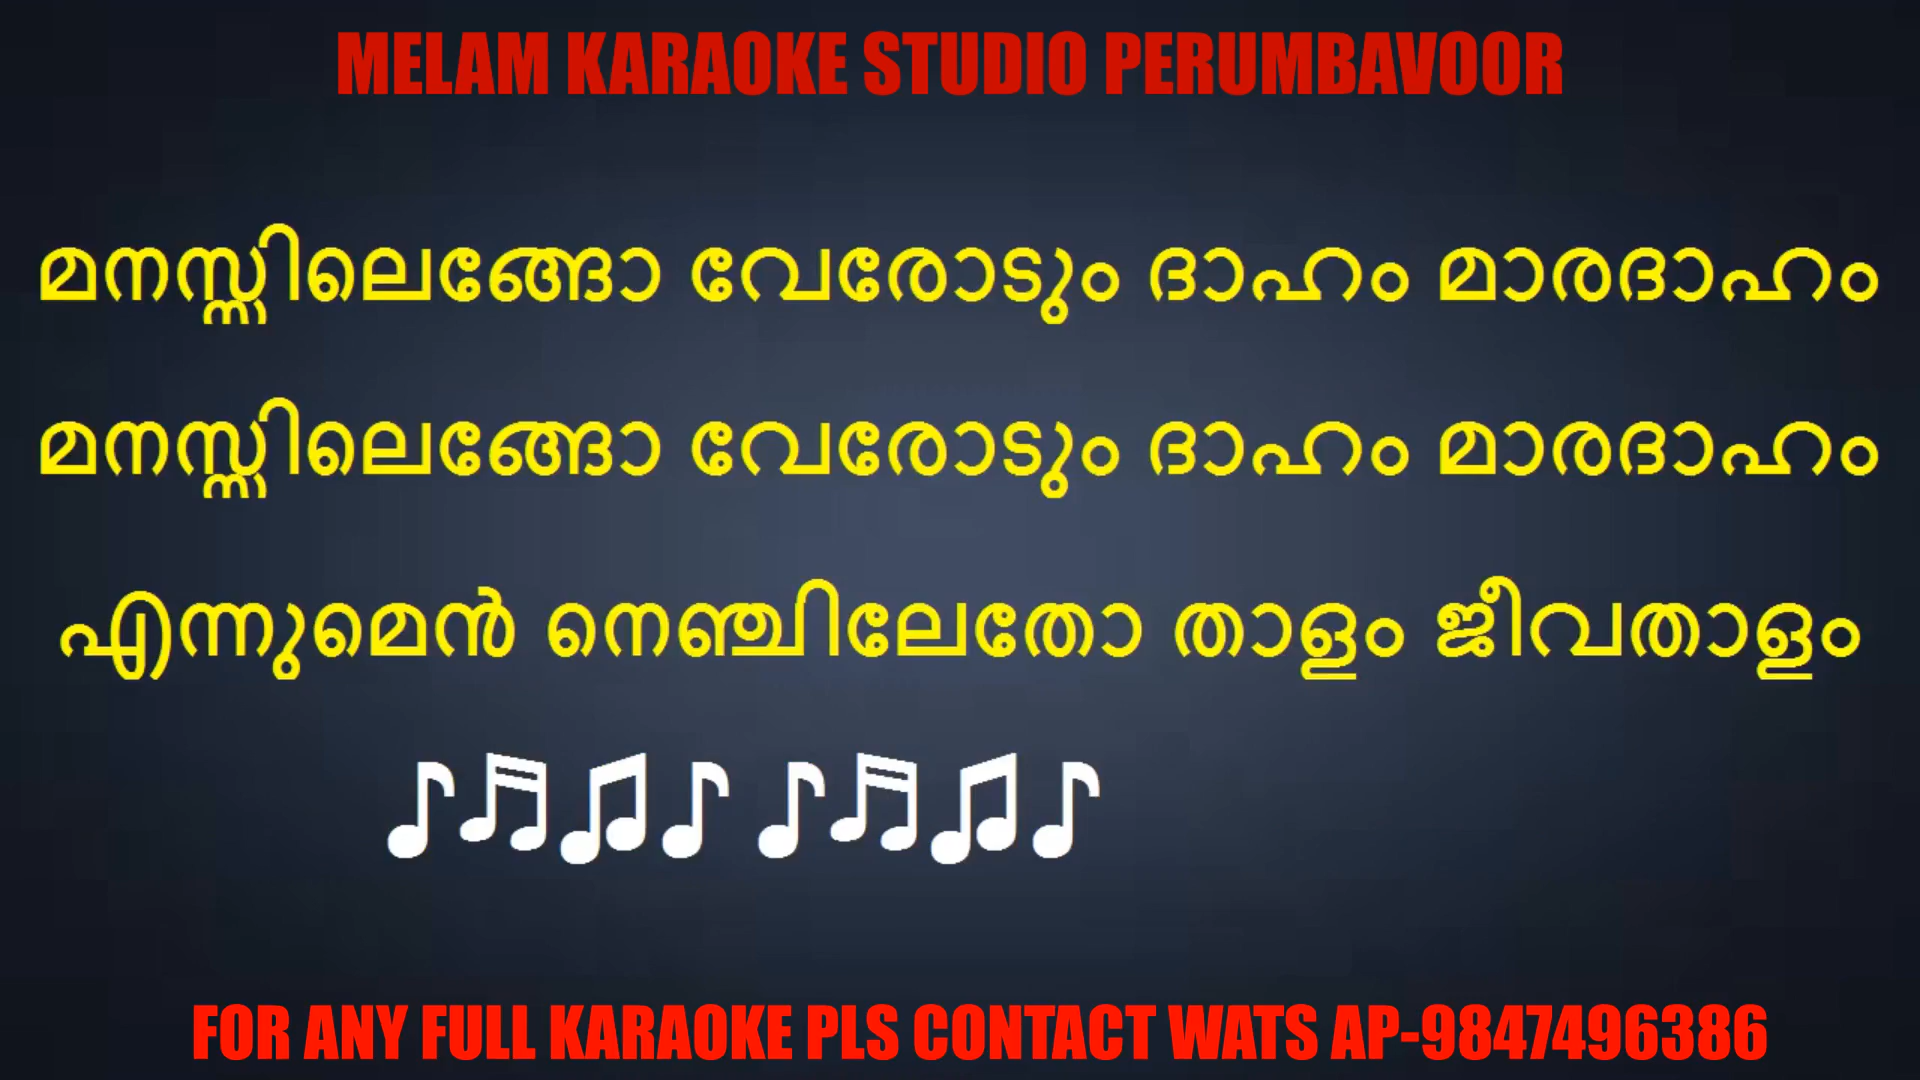 MELAM KARAOKE STUDIO PERUMBAVOOR
മനസ്സിലെങ്ങോ വേരോടും ദാഹം മാരദാഹം
മനസ്സിലെങ്ങോ വേരോടും ദാഹം മാരദാഹം
എന്നുമെൻ നെഞ്ചിലേതോ താളം ജീവതാളം
FOR ANY FULL KARAOKE PLS CONTACT WATS AP-9847496386